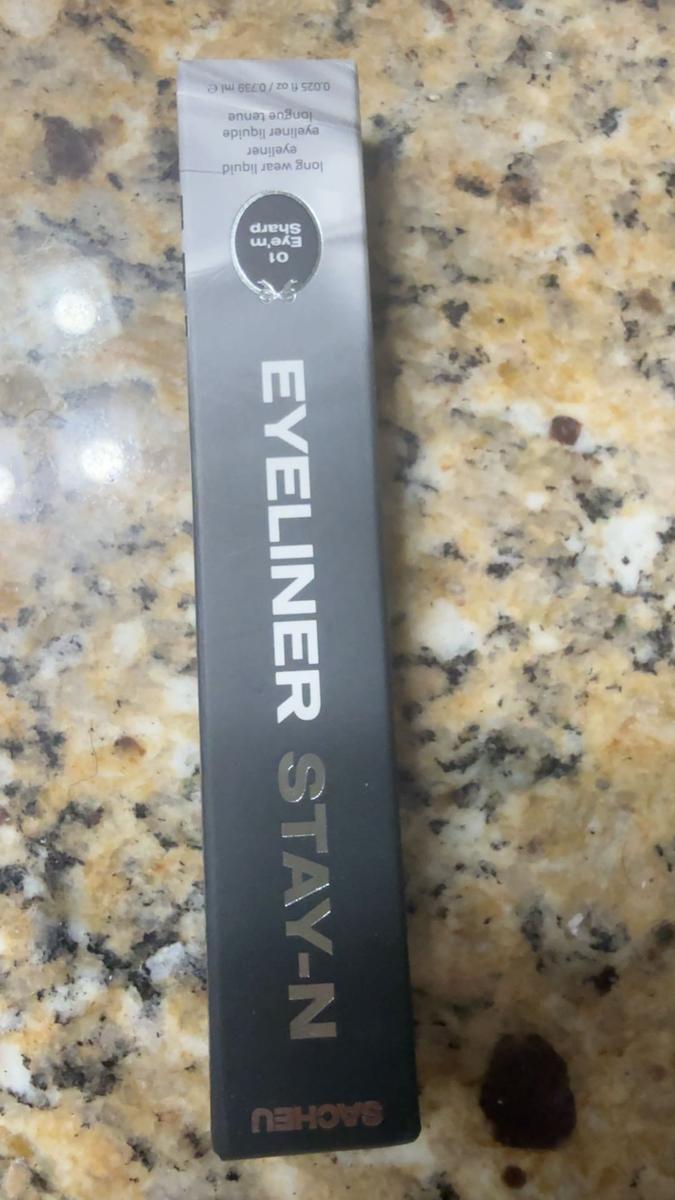 SACHEU
EYELINER STAY-N
01
Eye'm
Sharp
long wear liquid
eyeliner
eyeliner liquide
longue tenue
0.025 fl oz / 0.739 ml ℮